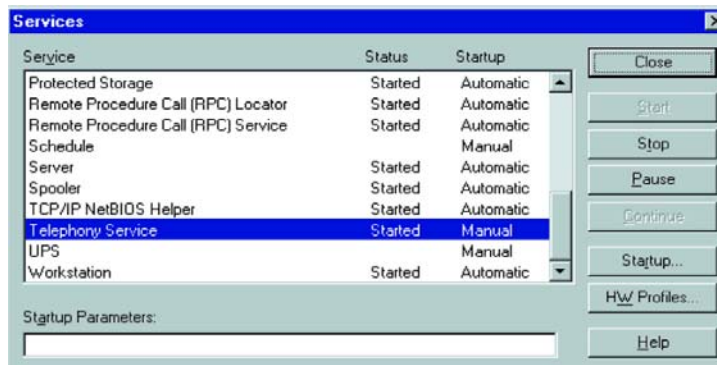 Services
Service Status Startup
Protected Storage Started Automatic
Remote Procedure Call (RPC) Locator Started Automatic
Remote Procedure Call (RPC) Service Started Automatic
Schedule Manual
Server Started Automatic
Spooler Started Automatic
TCP/IP NetBIOS Helper Started Automatic
Telephony Service Started Manual
UPS Manual
Workstation Started Automatic
Startup Parameters:
Close
Start
Stop
Pause
Continue
Startup...
HW Profiles...
Help